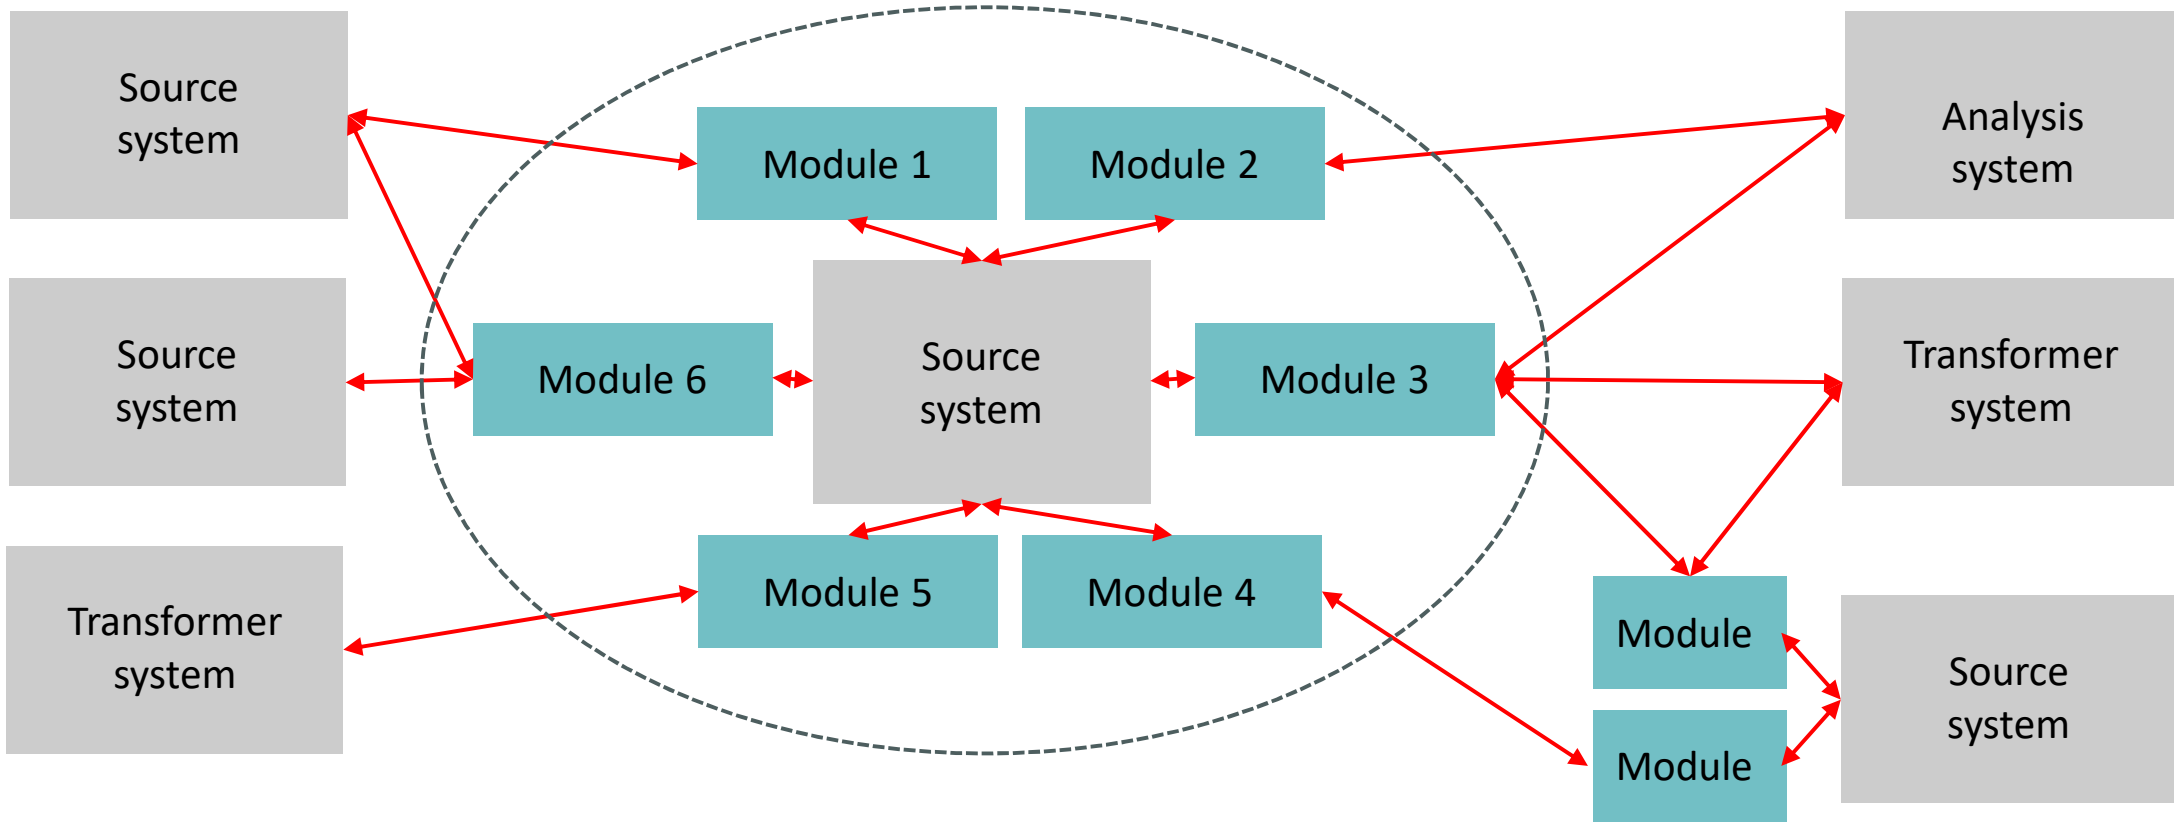 Source
system
Module 1
Module 2
Analysis
system
Source
system
Module 6
Source
system
Module 3
Transformer
system
Transformer
system
Module 5
Module 4
Module
Module
Source
system